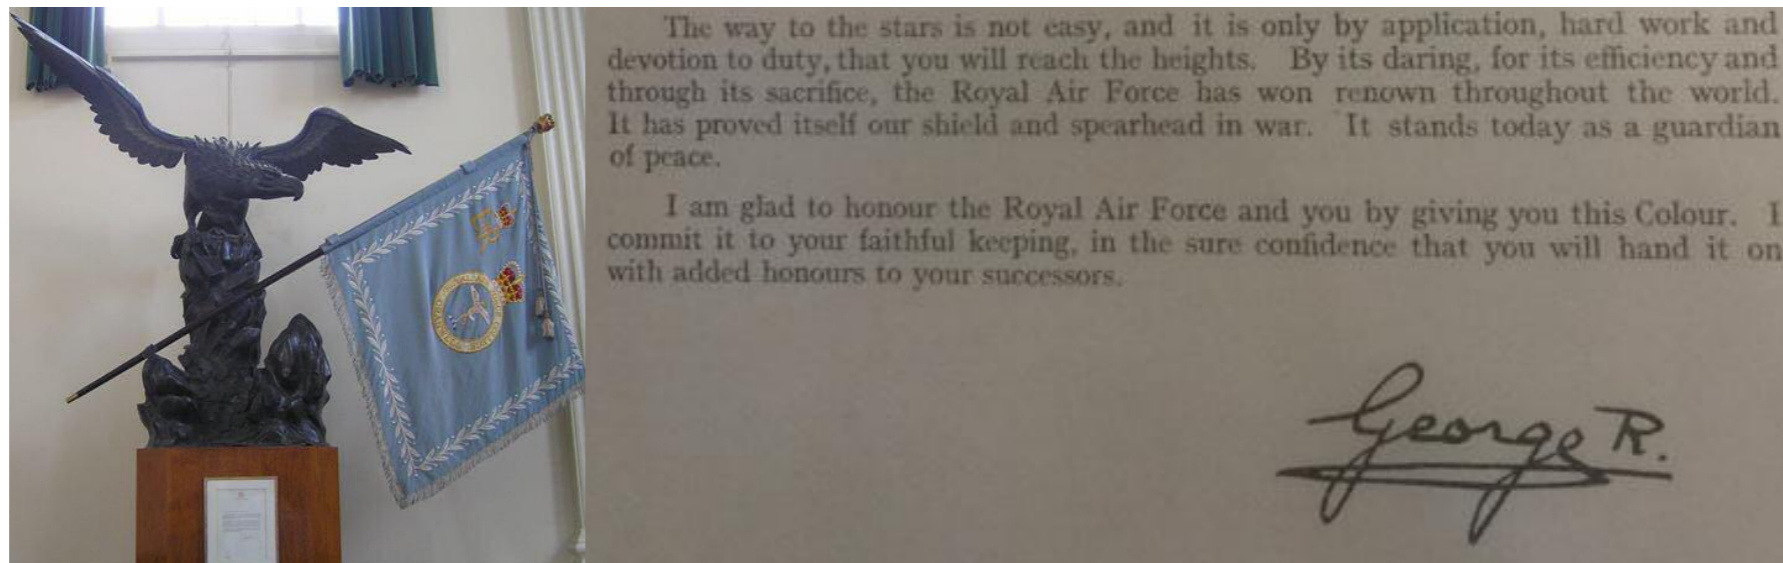 The way to the stars is not easy, and it is only by application, hard work and
devotion to duty, that you will reach the heights. By its daring, for its efficiency and
through its sacrifice, the Royal Air Force has won renown throughout the world.
It has proved itself our shield and spearhead in war. It stands today as a guardian
of peace.
I am glad to honour the Royal Air Force and you by giving you this Colour. I
commit it to your faithful keeping, in the sure confidence that you will hand it on
with added honours to your successors.
George R.